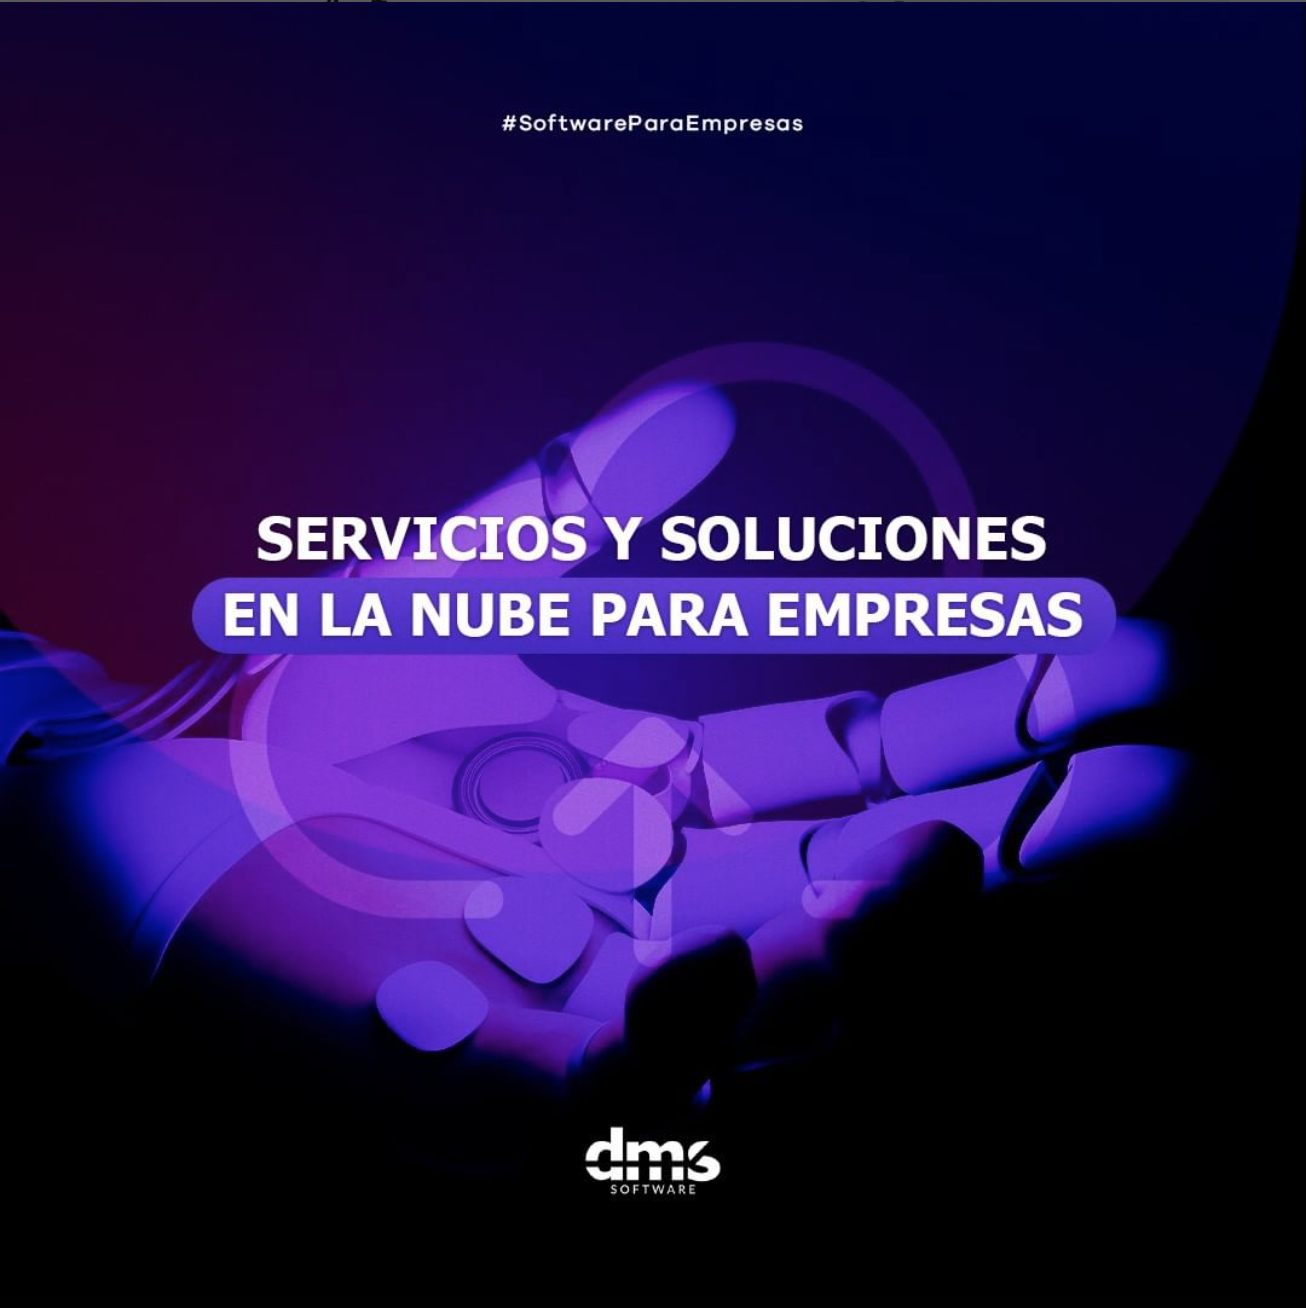 #SoftwareParaEmpresas
SERVICIOS Y SOLUCIONES
EN LA NUBE PARA EMPRESAS
dms
SOFTWARE